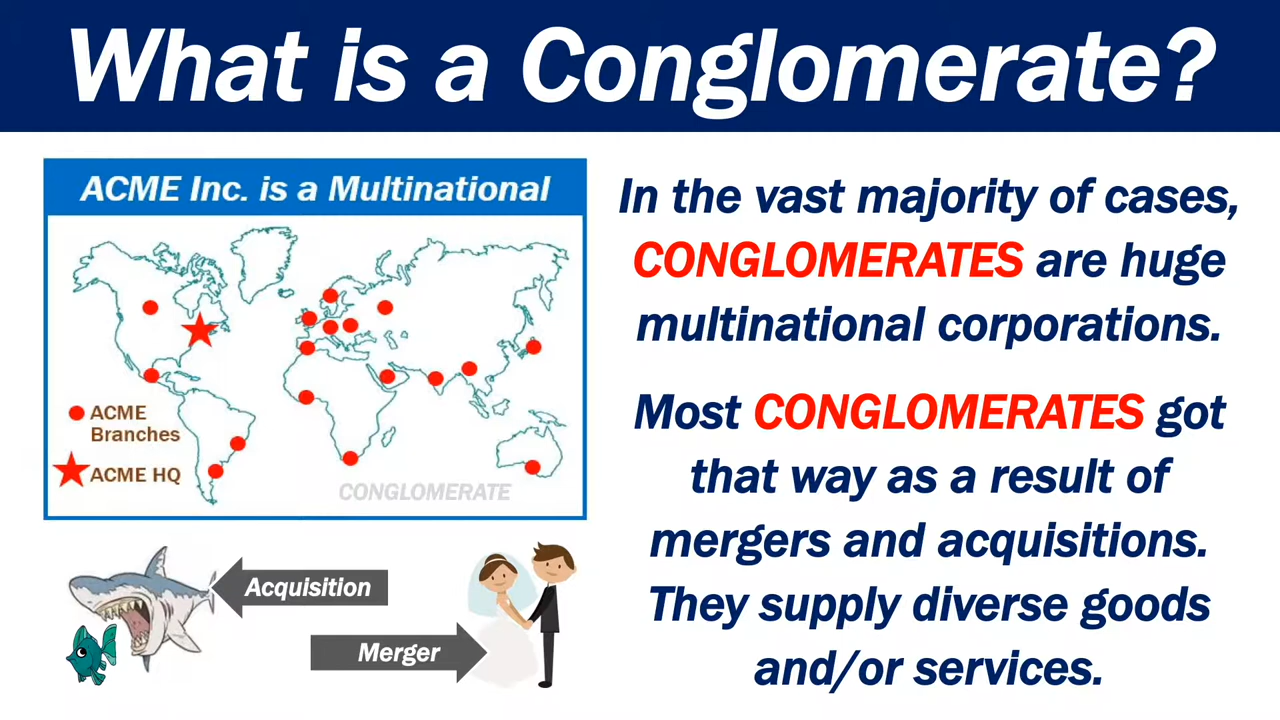 What is a Conglomerate?
ACME Inc. is a Multinational
ACME
Branches
ACME HQ
CONGLOMERATE
Acquisition
Merger
In the vast majority of cases,
CONGLOMERATES are huge
multinational corporations.
Most CONGLOMERATES got
that way as a result of
mergers and acquisitions.
They supply diverse goods
and/or services.